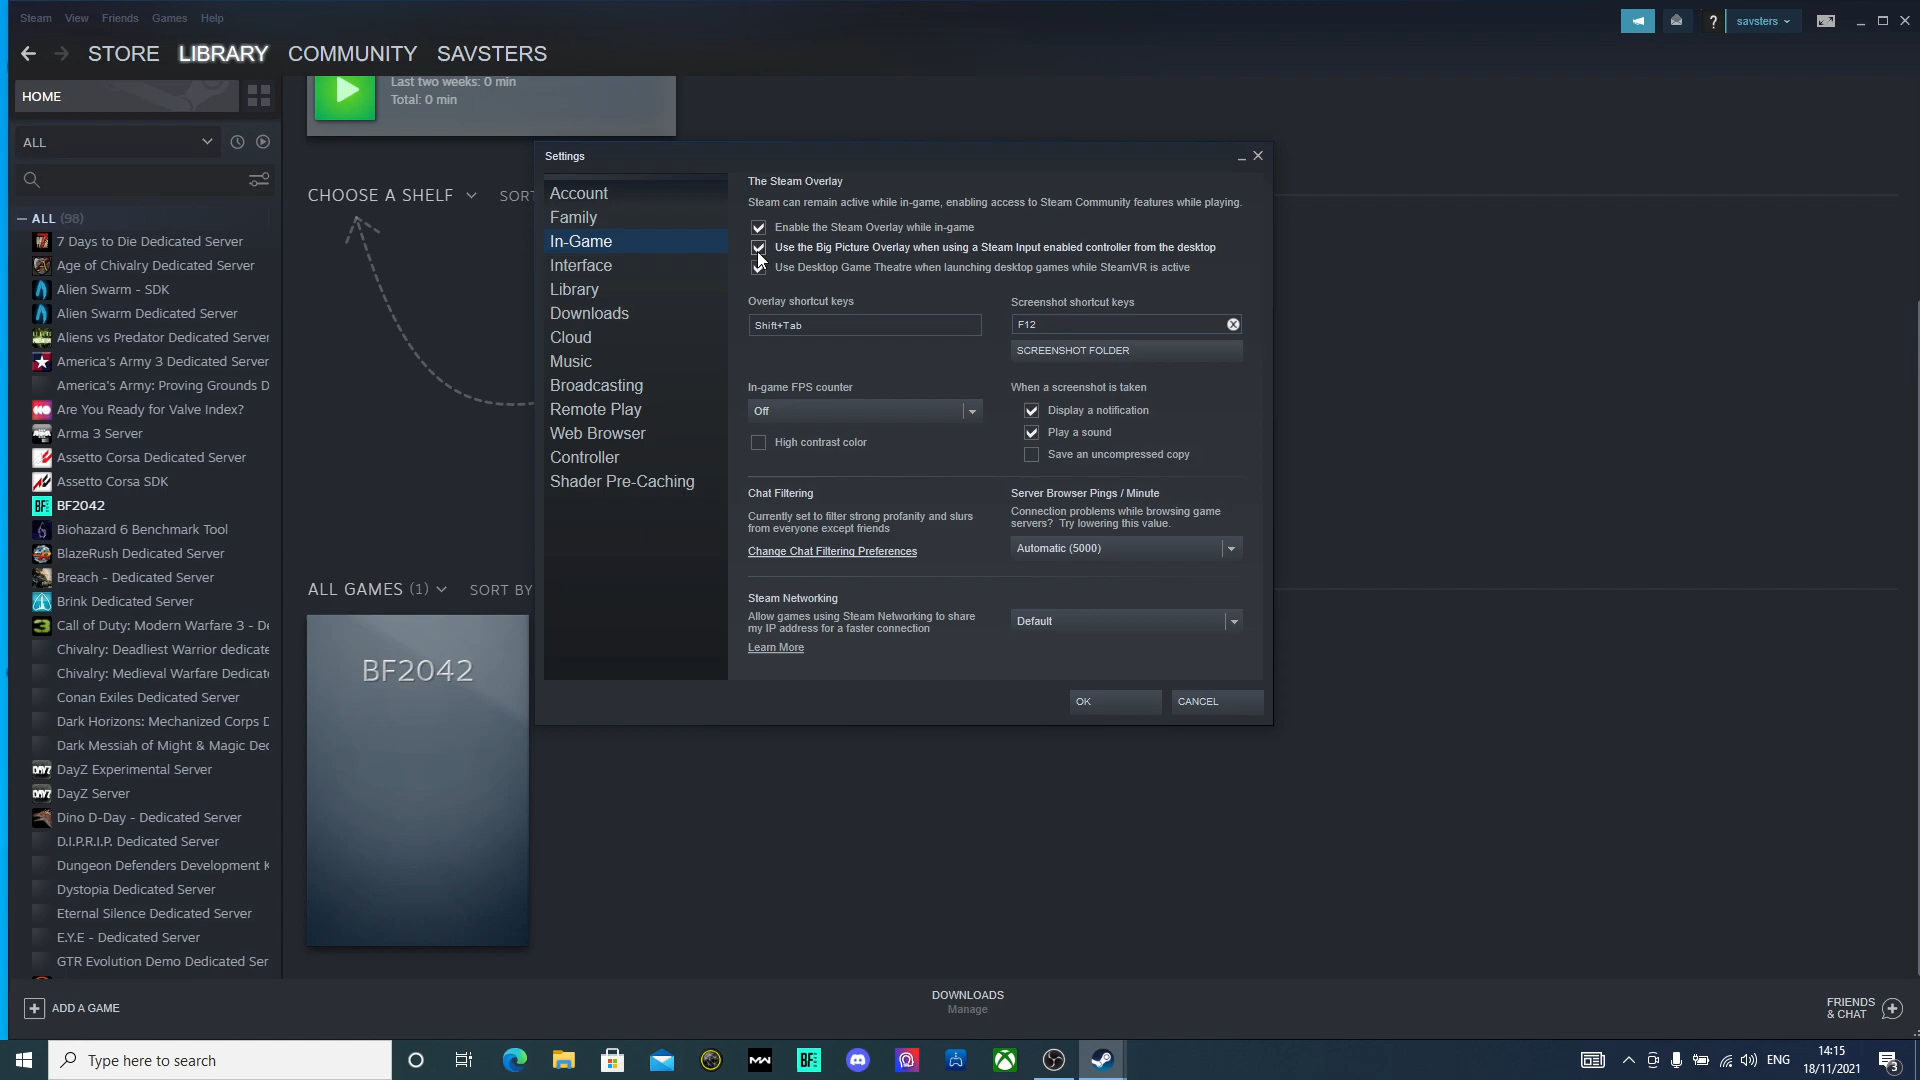 Steam View Friends Games Help
savsters
STORE LIBRARY COMMUNITY SAVSTERS
HOME
Last two weeks: 0 min
Total: 0 min
ALL
CHOOSE A SHELF SORT
ALL (98)
7 Days to Die Dedicated Server
Age of Chivalry Dedicated Server
Alien Swarm - SDK
Alien Swarm Dedicated Server
Aliens vs Predator Dedicated Server
America's Army 3 Dedicated Server
America's Army: Proving Grounds D
Are You Ready for Valve Index?
Arma 3 Server
Assetto Corsa Dedicated Server
Assetto Corsa SDK
BF2042
Biohazard 6 Benchmark Tool
BlazeRush Dedicated Server
Breach - Dedicated Server
Brink Dedicated Server
Call of Duty: Modern Warfare 3 - De
Chivalry: Deadliest Warrior dedicate
Chivalry: Medieval Warfare Dedicat
Conan Exiles Dedicated Server
Dark Horizons: Mechanized Corps D
Dark Messiah of Might & Magic Dec
DayZ Experimental Server
DayZ Server
Dino D-Day - Dedicated Server
D.I.P.R.I.P. Dedicated Server
Dungeon Defenders Development K
Dystopia Dedicated Server
Eternal Silence Dedicated Server
E.Y.E - Dedicated Server
GTR Evolution Demo Dedicated Ser
ALL GAMES (1) SORT BY
BF2042
Settings
Account
Family
In-Game
Interface
Library
Downloads
Cloud
Music
Broadcasting
Remote Play
Web Browser
Controller
Shader Pre-Caching
The Steam Overlay
Steam can remain active while in-game, enabling access to Steam Community features while playing.
Enable the Steam Overlay while in-game
Use the Big Picture Overlay when using a Steam Input enabled controller from the desktop
Use Desktop Game Theatre when launching desktop games while SteamVR is active
Overlay shortcut keys
Shift+Tab
Screenshot shortcut keys
F12
SCREENSHOT FOLDER
In-game FPS counter
Off
High contrast color
When a screenshot is taken
Display a notification
Play a sound
Save an uncompressed copy
Chat Filtering
Currently set to filter strong profanity and slurs
from everyone except friends
Change Chat Filtering Preferences
Server Browser Pings / Minute
Connection problems while browsing game
servers? Try lowering this value.
Automatic (5000)
Steam Networking
Allow games using Steam Networking to share
my IP address for a faster connection
Learn More
Default
OK CANCEL
ADD A GAME
DOWNLOADS
Manage
FRIENDS
& CHAT
Type here to search
ENG
14:15
18/11/2021
3